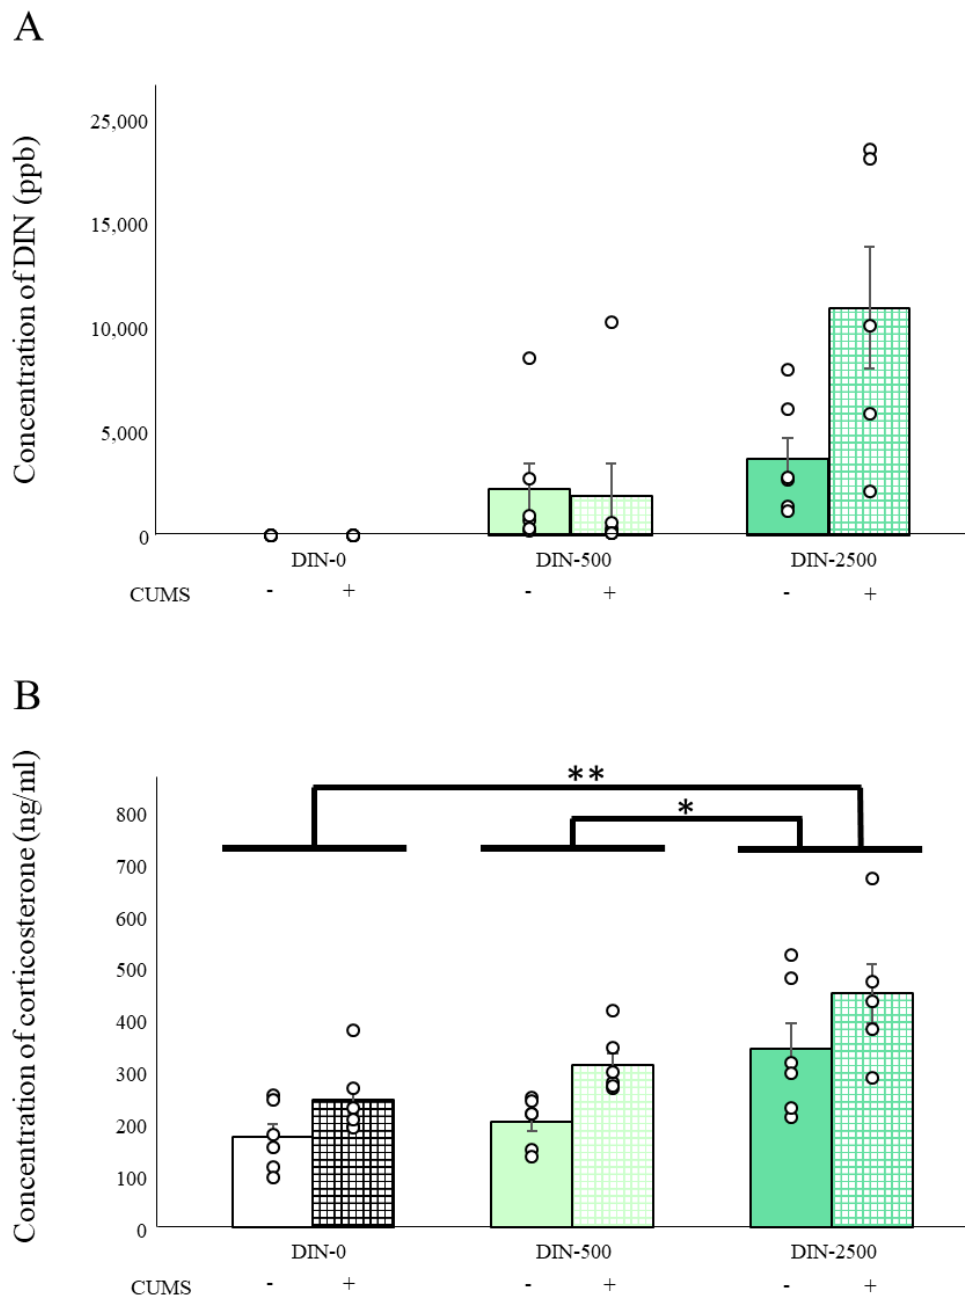 A
Concentration of DIN (ppb)
25,000
15,000
10,000
5,000
0
DIN-0 DIN-500 DIN-2500
CUMS - + - + - +
B
Concentration of corticosterone (ng/ml)
** 
*
800
700
600
500
400
300
200
100
0
DIN-0 DIN-500 DIN-2500
CUMS - + - + - +